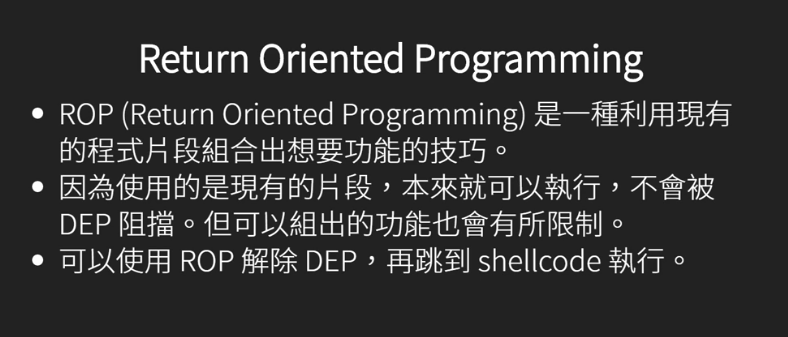 Return Oriented Programming
• ROP (Return Oriented Programming) 是一種利用現有
的程式片段組合出想要功能的技巧。
• 因為使用的是現有的片段，本來就可以執行，不會被
DEP 阻擋。但可以組出的功能也會有所限制。
• 可以使用 ROP 解除 DEP，再跳到 shellcode 執行。